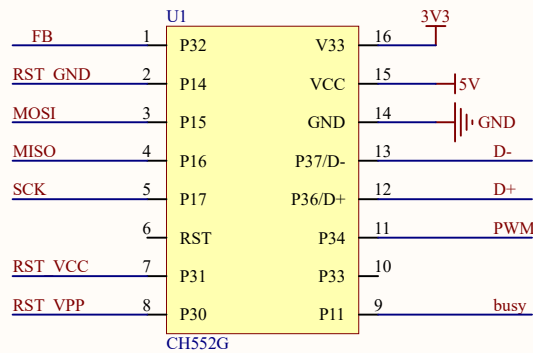 U1
3V3
FB 1 P32 V33 16
RST_GND 2 P14 VCC 15 5V
MOSI 3 P15 GND 14 GND
MISO 4 P16 P37/D- 13 D-
SCK 5 P17 P36/D+ 12 D+
6 RST P34 11 PWM
RST_VCC 7 P31 P33 10
RST_VPP 8 P30 P11 9 busy
CH552G